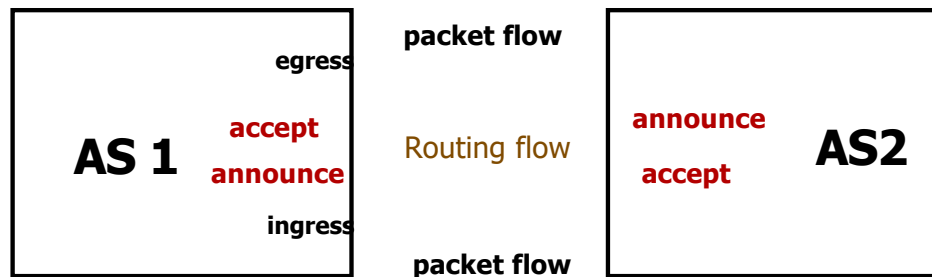 packet flow
egress
accept
announce
AS 1
Routing flow
AS2
announce
accept
ingress
packet flow